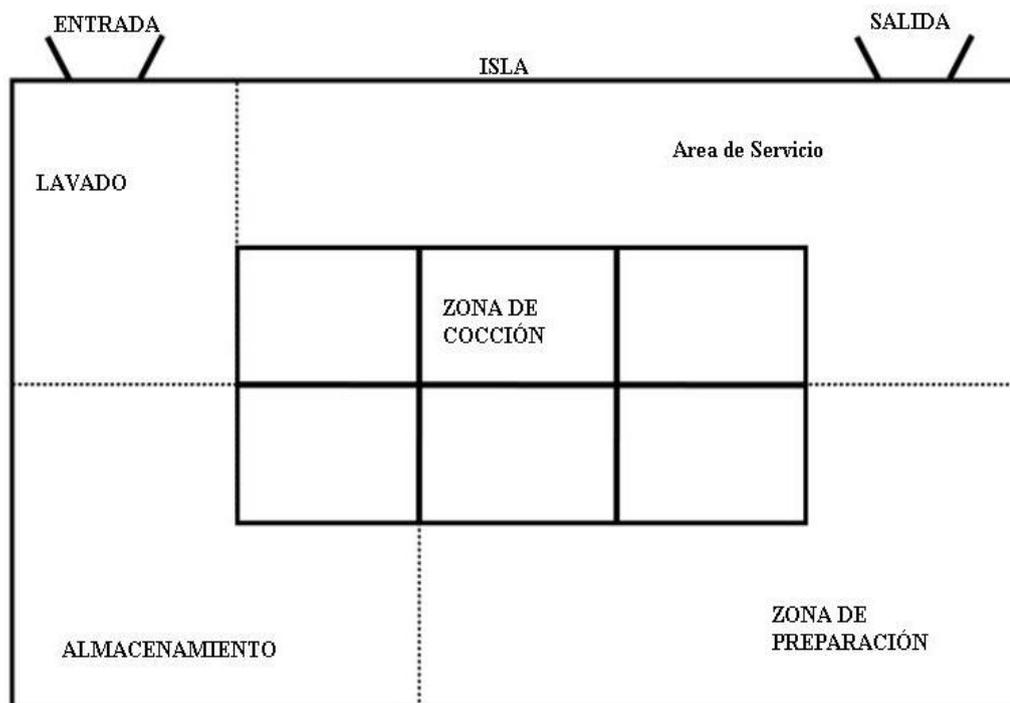 ENTRADA
SALIDA
ISLA
Area de Servicio
LAVADO
ZONA DE
COCCIÓN
ZONA DE
PREPARACIÓN
ALMACENAMIENTO